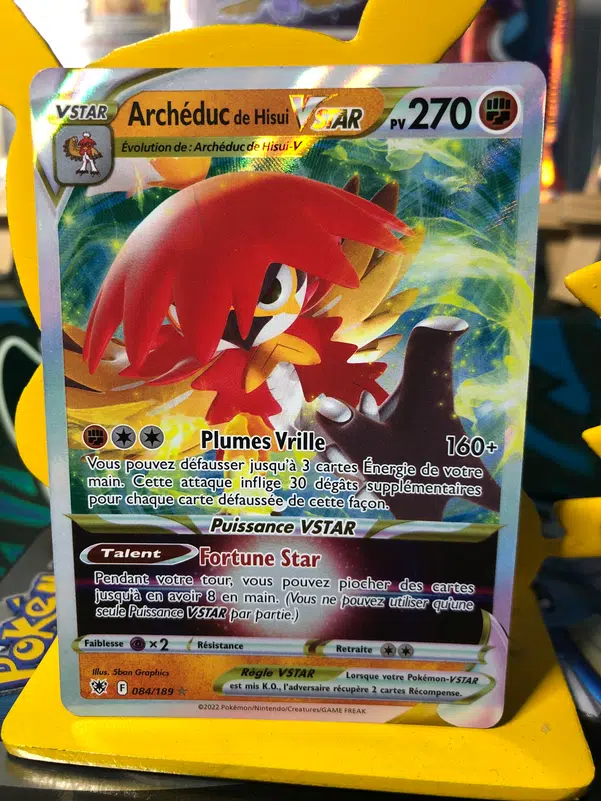 VSTAR
Archéduc de Hisui VSTAR PV 270
Évolution de : Archéduc de Hisui-V
Plumes Vrille 160+
Vous pouvez défausser jusqu'à 3 cartes Énergie de votre
main. Cette attaque inflige 30 dégâts supplémentaires
pour chaque carte défaussée de cette façon.
Puissance VSTAR
Talent Fortune Star
Pendant votre tour, vous pouvez piocher des cartes
jusqu'à en avoir 8 en main. (Vous ne pouvez utiliser qu'une
seule Puissance VSTAR par partie.)
Faiblesse ×2 Résistance Retraite
Illus. 5ban Graphics
Règle VSTAR Lorsque votre Pokémon-VSTAR
est mis K.O., l'adversaire récupère 2 cartes Récompense.
F 084/189
©2022 Pokémon/Nintendo/Creatures/GAME FREAK
POKÉ